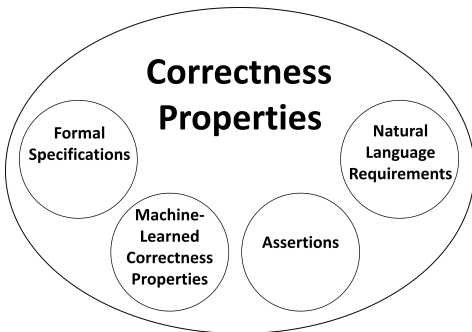 Correctness
Properties
Formal
Specifications
Natural
Language
Requirements
Machine-
Learned
Correctness
Properties
Assertions